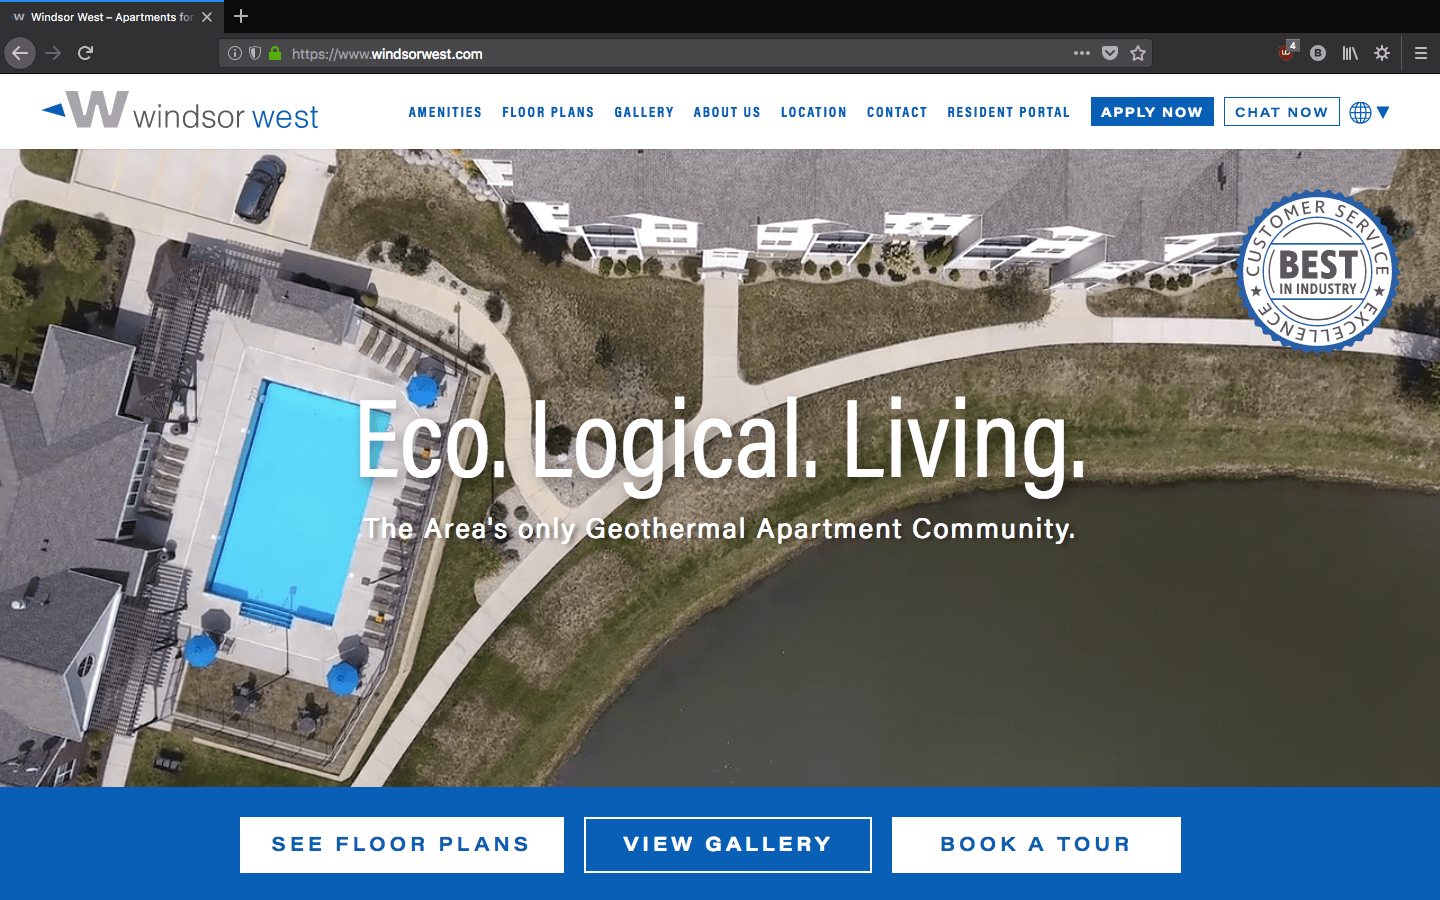 Windsor West – Apartments for
4
https://www.windsorwest.com
B
W windsor west
AMENITIES FLOOR PLANS GALLERY ABOUT US LOCATION CONTACT RESIDENT PORTAL APPLY NOW CHAT NOW
CUSTOMER SERVICE
BEST
IN INDUSTRY
EXCELLENCE
Eco. Logical. Living.
The Area's only Geothermal Apartment Community.
SEE FLOOR PLANS VIEW GALLERY BOOK A TOUR